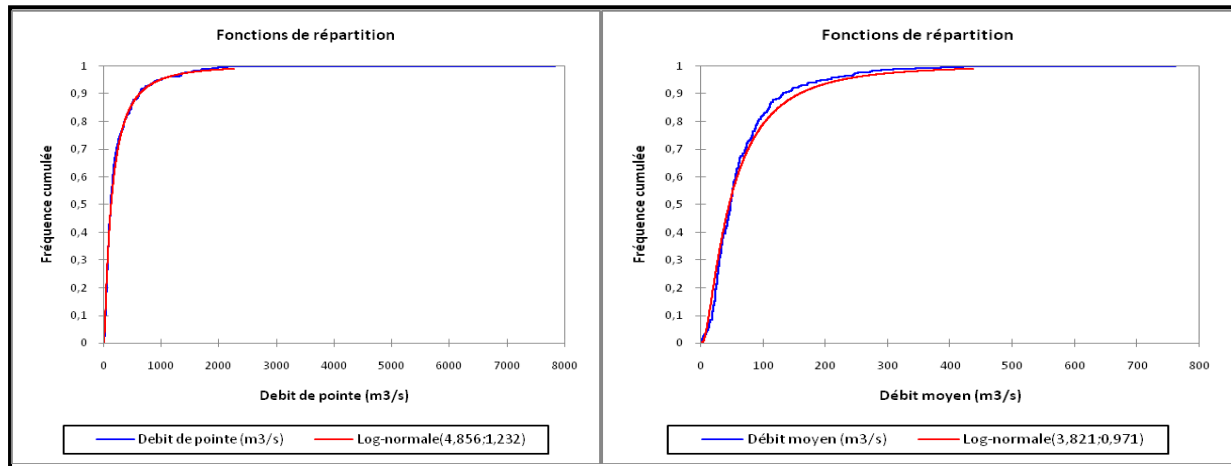 Fonctions de répartition
1
0,9
0,8
0,7
0,6
0,5
0,4
0,3
0,2
0,1
0
Fréquence cumulée
0 1000 2000 3000 4000 5000 6000 7000 8000
Debit de pointe (m3/s)
Debit de pointe (m3/s) Log-normale(4,856;1,232)
Fonctions de répartition
1
0,9
0,8
0,7
0,6
0,5
0,4
0,3
0,2
0,1
0
Fréquence cumulée
0 100 200 300 400 500 600 700 800
Débit moyen (m3/s)
Débit moyen (m3/s) Log-normale(3,821;0,971)